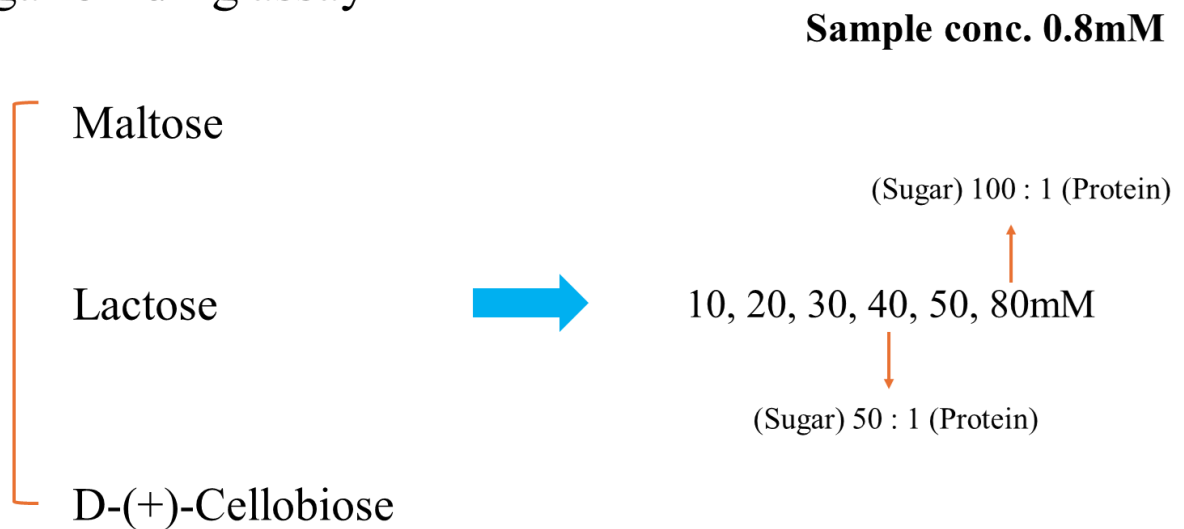 Sample conc. 0.8mM
Maltose
(Sugar) 100 : 1 (Protein)
Lactose
10, 20, 30, 40, 50, 80mM
(Sugar) 50 : 1 (Protein)
D-(+)-Cellobiose